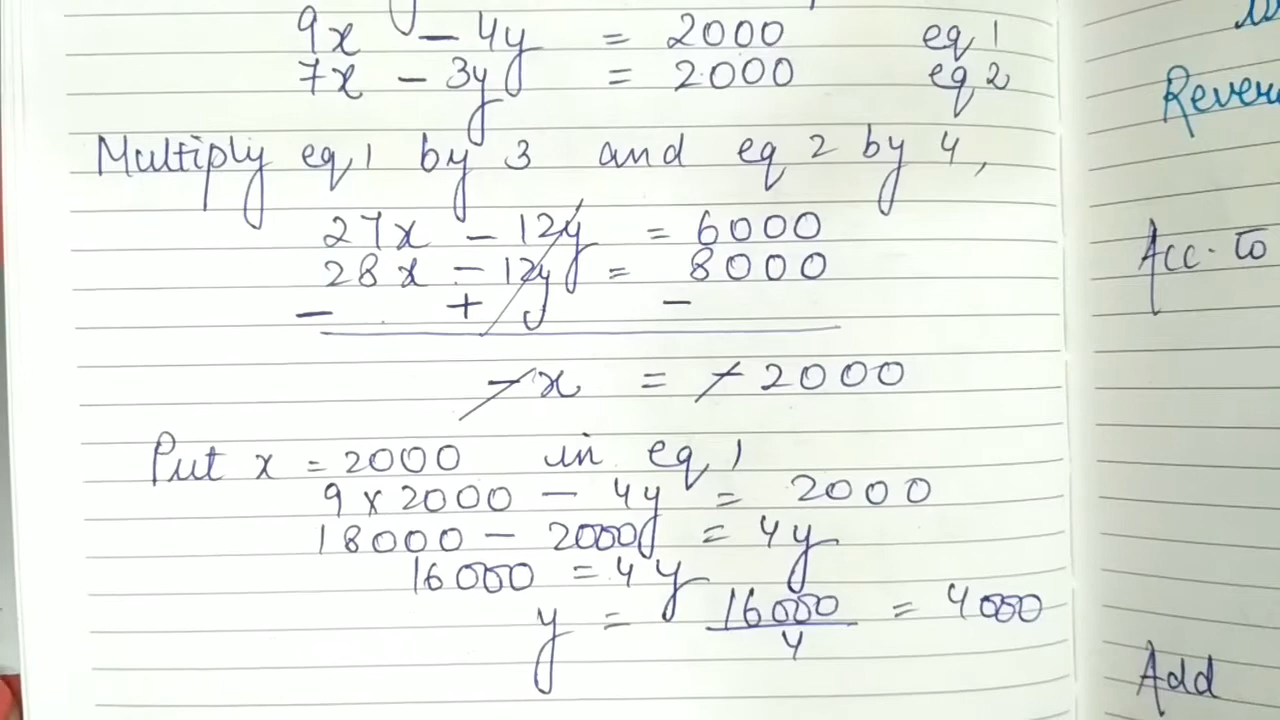 9x - 4y = 2000 eq 1
7x - 3y = 2000 eq 2
Multiply eq 1 by 3 and eq 2 by 4,
27x - 12y = 6000
28x - 12y = 8000
- + -
-x = -2000
Put x = 2000 in eq 1
9 x 2000 - 4y = 2000
18000 - 2000 = 4y
16000 = 4y
y = 16000/4 = 4000
Acc. to
Add